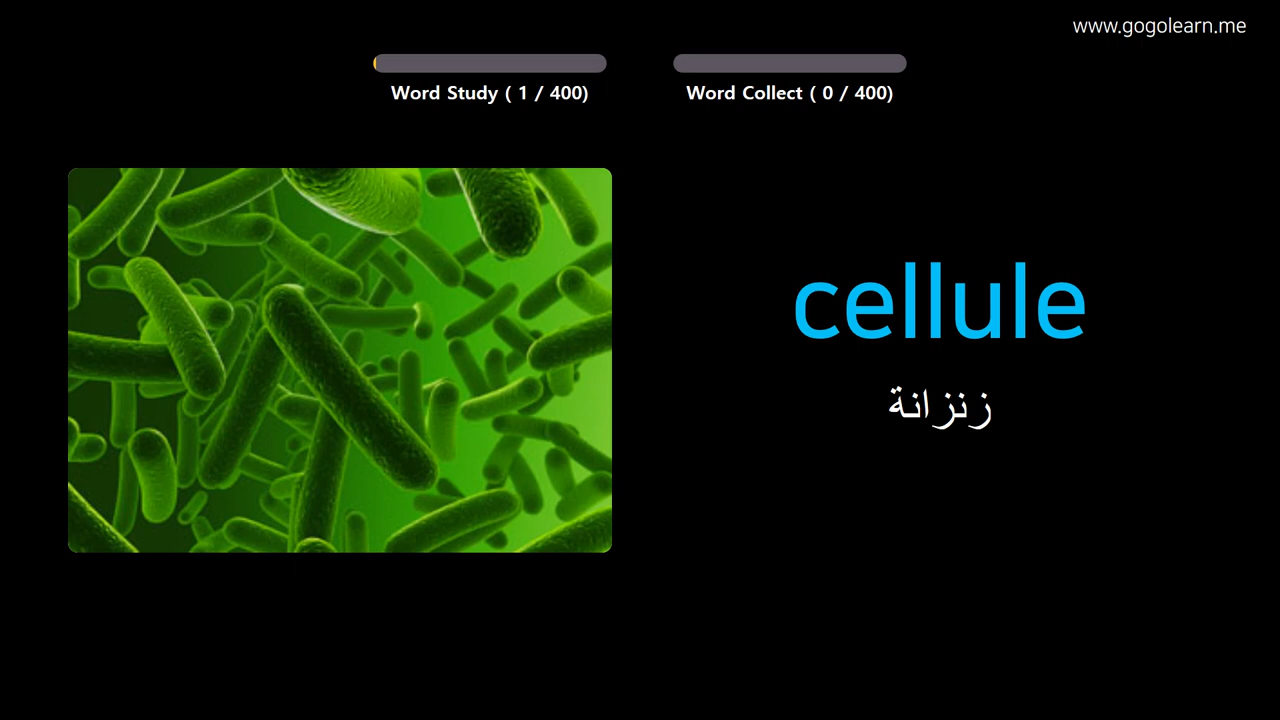 www.gogolearn.me
Word Study ( 1 / 400)
Word Collect ( 0 / 400)
cellule
زنزانة